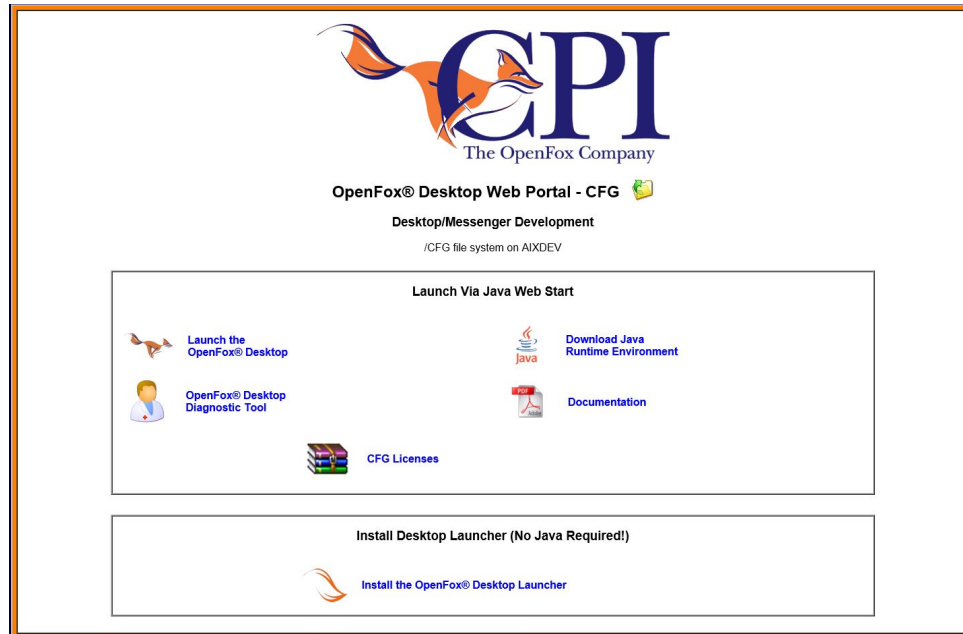 CPI
The OpenFox Company
OpenFox® Desktop Web Portal - CFG
Desktop/Messenger Development
/CFG file system on AIXDEV
Launch Via Java Web Start
Launch the
OpenFox® Desktop
Java
Download Java
Runtime Environment
OpenFox® Desktop
Diagnostic Tool
PDF
Adobe
Documentation
CFG Licenses
Install Desktop Launcher (No Java Required!)
Install the OpenFox® Desktop Launcher